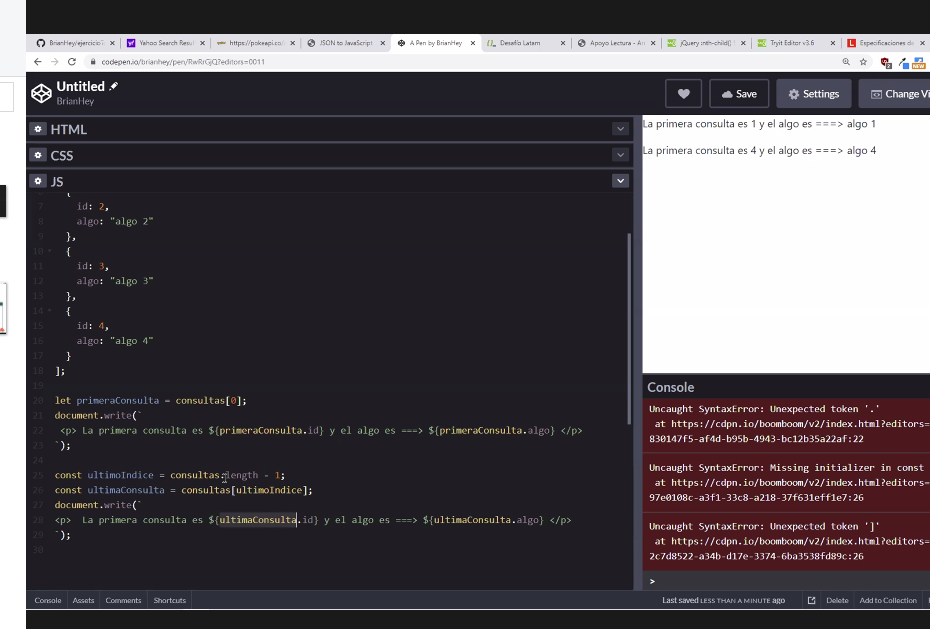 BrianHey/ejercicio7
Yahoo Search Resul
https://pokeapi.co/
JSON to JavaScript
A Pen by BrianHey
Desafío Latam
Apoyo Lectura - A
jQuery :nth-child()
Tryit Editor v3.6
Especificaciones de
codepen.io/brianhey/pen/RwRrGjQ?editors=0011
Untitled
BrianHey
Save
Settings
Change Vi
HTML
CSS
JS
6 {
7 id: 2,
8 algo: "algo 2"
9 },
10 {
11 id: 3,
12 algo: "algo 3"
13 },
14 {
15 id: 4,
16 algo: "algo 4"
17 }
18 ];
19
20 let primeraConsulta = consultas[0];
21 document.write(`
22 <p> La primera consulta es ${primeraConsulta.id} y el algo es ===> ${primeraConsulta.algo} </p>
23 `);
24
25 const ultimoIndice = consultas.length - 1;
26 const ultimaConsulta = consultas[ultimoIndice];
27 document.write(`
28 <p> La primera consulta es ${ultimaConsulta.id} y el algo es ===> ${ultimaConsulta.algo} </p>
29 `);
30
La primera consulta es 1 y el algo es ===> algo 1
La primera consulta es 4 y el algo es ===> algo 4
Console
Uncaught SyntaxError: Unexpected token '.'
at https://cdpn.io/boomboom/v2/index.html?editors=
830147f5-af4d-b95b-4943-bc12b35a22af:22
Uncaught SyntaxError: Missing initializer in const
at https://cdpn.io/boomboom/v2/index.html?editors=
97e0108c-a3f1-33c8-a218-37f631eff1e7:26
Uncaught SyntaxError: Unexpected token ']'
at https://cdpn.io/boomboom/v2/index.html?editors=
2c7d8522-a34b-d17e-3374-6ba3538fd89c:26
>
Console
Assets
Comments
Shortcuts
Last saved LESS THAN A MINUTE ago
Delete
Add to Collection